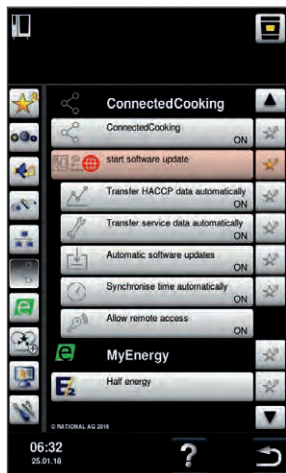 ConnectedCooking
ConnectedCooking
ON
start software update
Transfer HACCP data automatically
ON
Transfer service data automatically
ON
Automatic software updates
ON
Synchronise time automatically
ON
Allow remote access
ON
MyEnergy
Half energy
© RATIONAL AG 2016
06:32
25.01.18
?